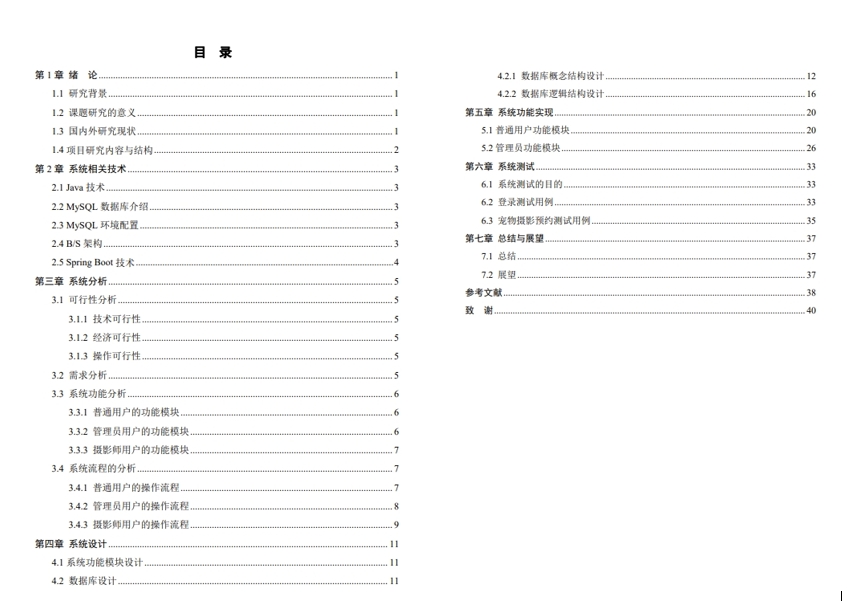 目 录
第 1 章 绪 论 1
1.1 研究背景 1
1.2 课题研究的意义 1
1.3 国内外研究现状 1
1.4 项目研究内容与结构 2
第 2 章 系统相关技术 3
2.1 Java 技术 3
2.2 MySQL 数据库介绍 3
2.3 MySQL 环境配置 3
2.4 B/S 架构 3
2.5 Spring Boot 技术 4
第三章 系统分析 5
3.1 可行性分析 5
3.1.1 技术可行性 5
3.1.2 经济可行性 5
3.1.3 操作可行性 5
3.2 需求分析 5
3.3 系统功能分析 6
3.3.1 普通用户的功能模块 6
3.3.2 管理员用户的功能模块 6
3.3.3 摄影师用户的功能模块 7
3.4 系统流程的分析 7
3.4.1 普通用户的操作流程 7
3.4.2 管理员用户的操作流程 8
3.4.3 摄影师用户的操作流程 9
第四章 系统设计 11
4.1 系统功能模块设计 11
4.2 数据库设计 11
4.2.1 数据库概念结构设计 12
4.2.2 数据库逻辑结构设计 16
第五章 系统功能实现 20
5.1 普通用户功能模块 20
5.2 管理员功能模块 26
第六章 系统测试 33
6.1 系统测试的目的 33
6.2 登录测试用例 33
6.3 宠物摄影预约测试用例 35
第七章 总结与展望 37
7.1 总结 37
7.2 展望 37
参考文献 38
致 谢 40